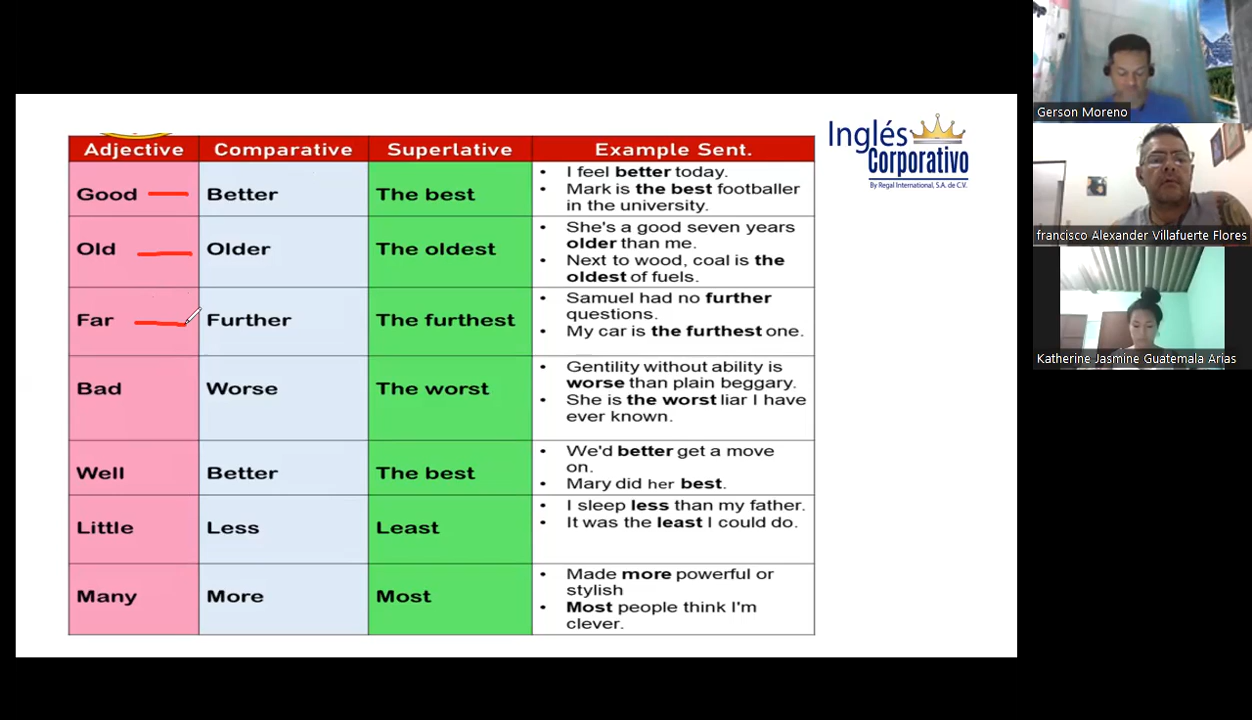 Adjective Comparative Superlative Example Sent.
Good Better The best
• I feel better today.
• Mark is the best footballer
in the university.
Old Older The oldest
• She's a good seven years
older than me.
• Next to wood, coal is the
oldest of fuels.
Far Further The furthest
• Samuel had no further
questions.
• My car is the furthest one.
Bad Worse The worst
• Gentility without ability is
worse than plain beggary.
• She is the worst liar I have
ever known.
Well Better The best
• We'd better get a move
on.
• Mary did her best.
Little Less Least
• I sleep less than my father.
• It was the least I could do.
Many More Most
• Made more powerful or
stylish
• Most people think I'm
clever.
Inglés
Corporativo
By Regal International, S.A. de C.V.
Gerson Moreno
francisco Alexander Villafuerte Flores
Katherine Jasmine Guatemala Arias